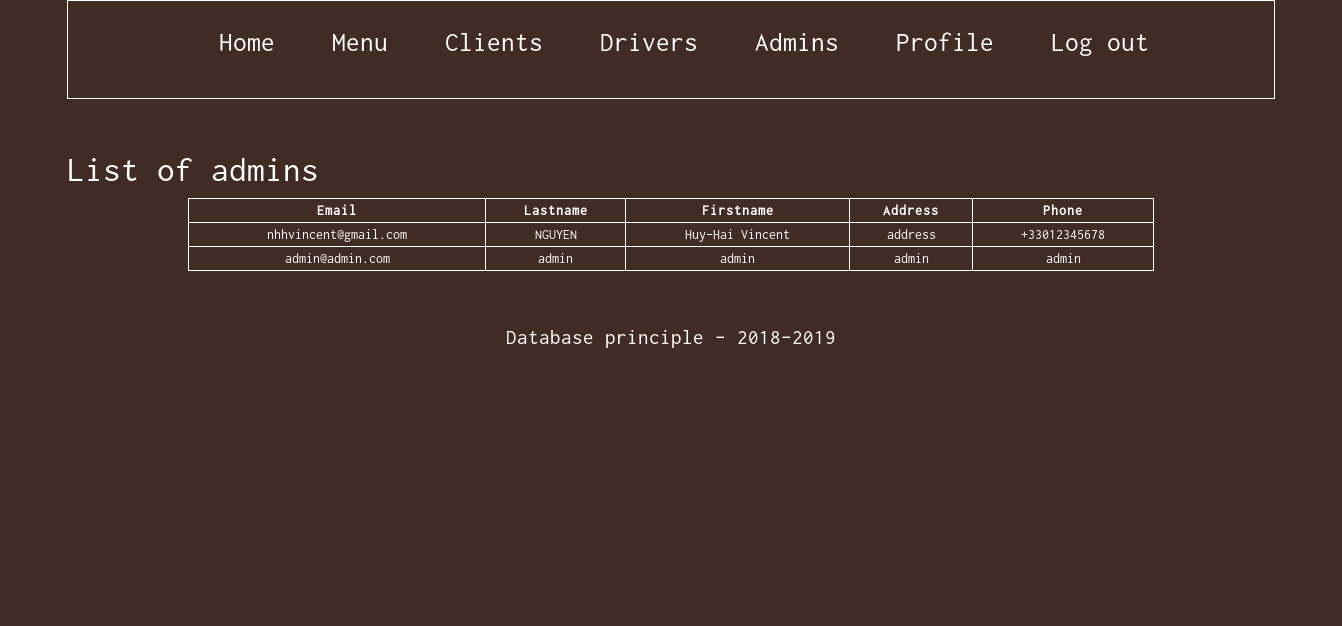 Home Menu Clients Drivers Admins Profile Log out
List of admins
Email Lastname Firstname Address Phone
nhhvincent@gmail.com NGUYEN Huy-Hai Vincent address +33012345678
admin@admin.com admin admin admin admin
Database principle - 2018-2019